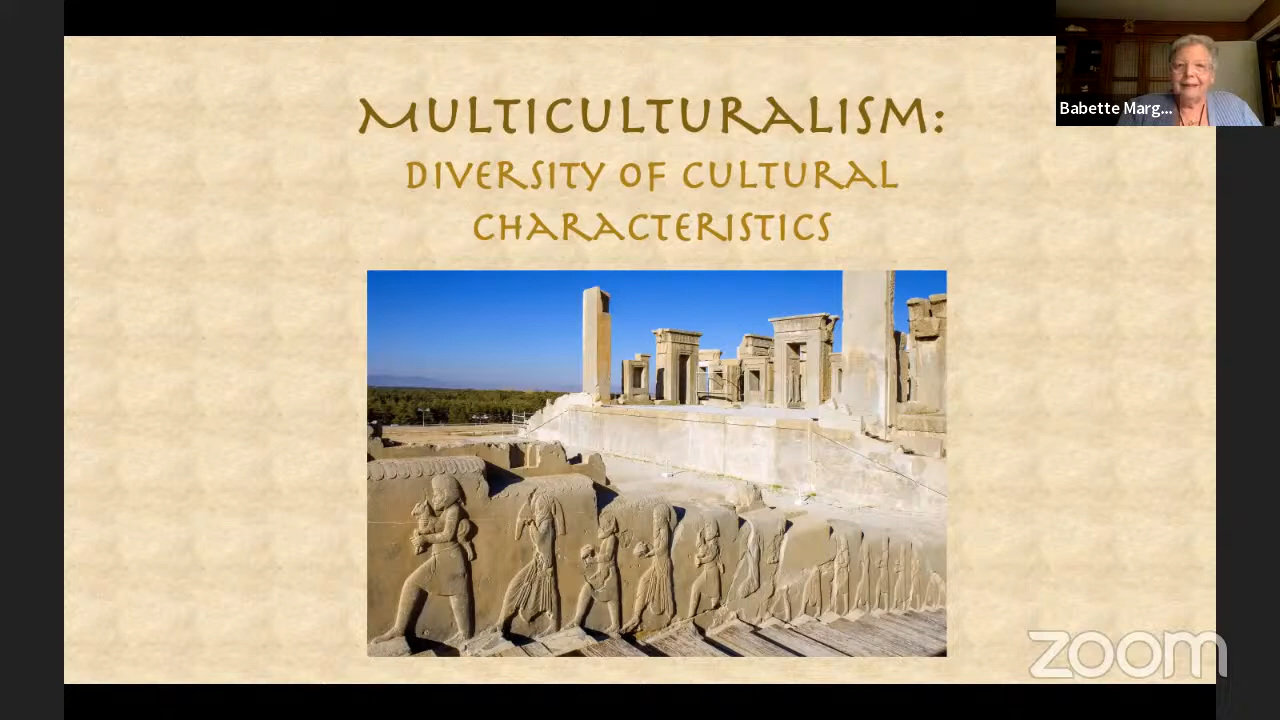 Multiculturalism:
Diversity of Cultural
Characteristics
Babette Marg...
zoom